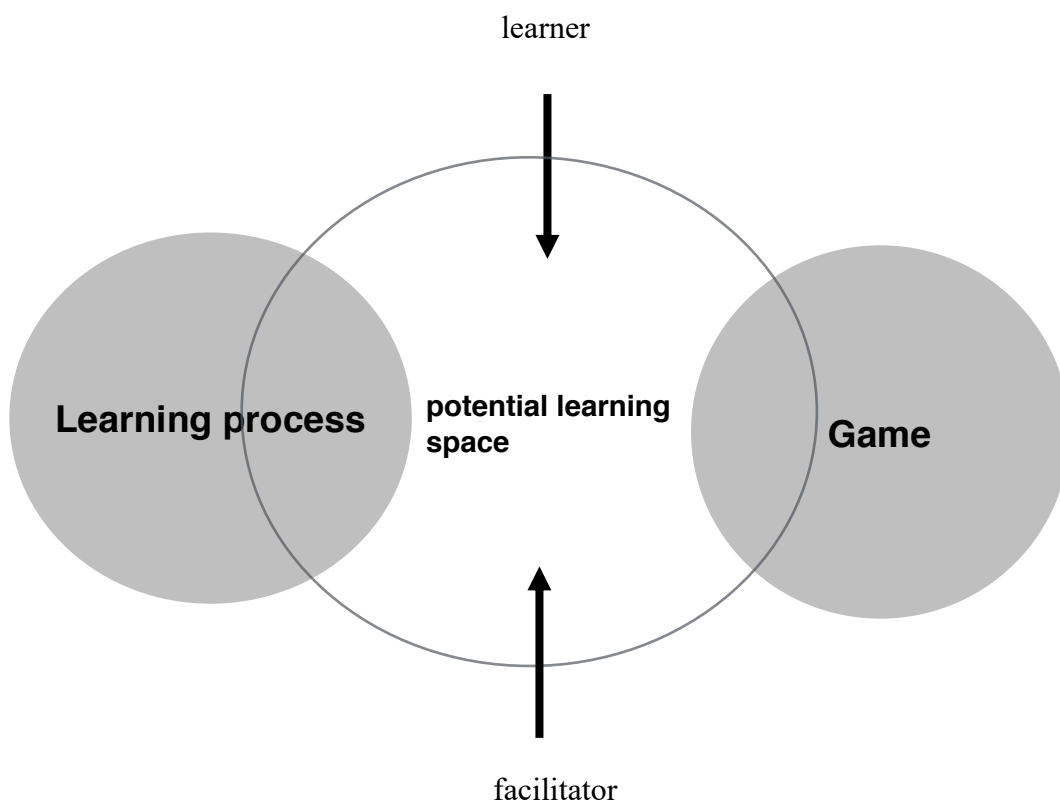 learner
Learning process
potential learning
space
Game
facilitator